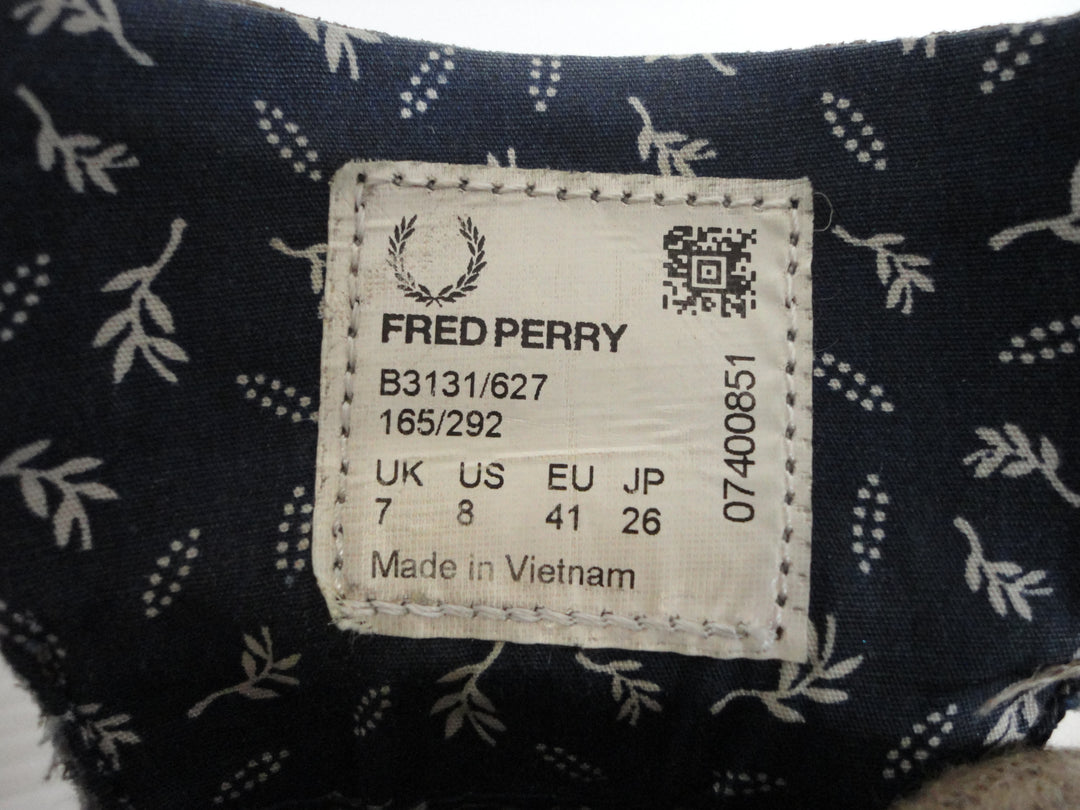 FRED PERRY
B3131/627
165/292
UK US EU JP
7 8 41 26
Made in Vietnam
07400851